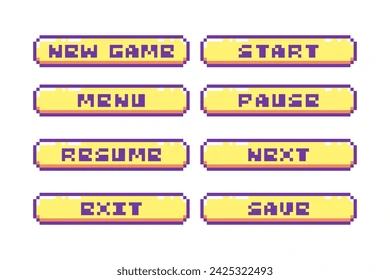 NEW GAME
START
MENU
PAUSE
RESUME
NEXT
EXIT
SAVE
shutterstock.com · 2425322493